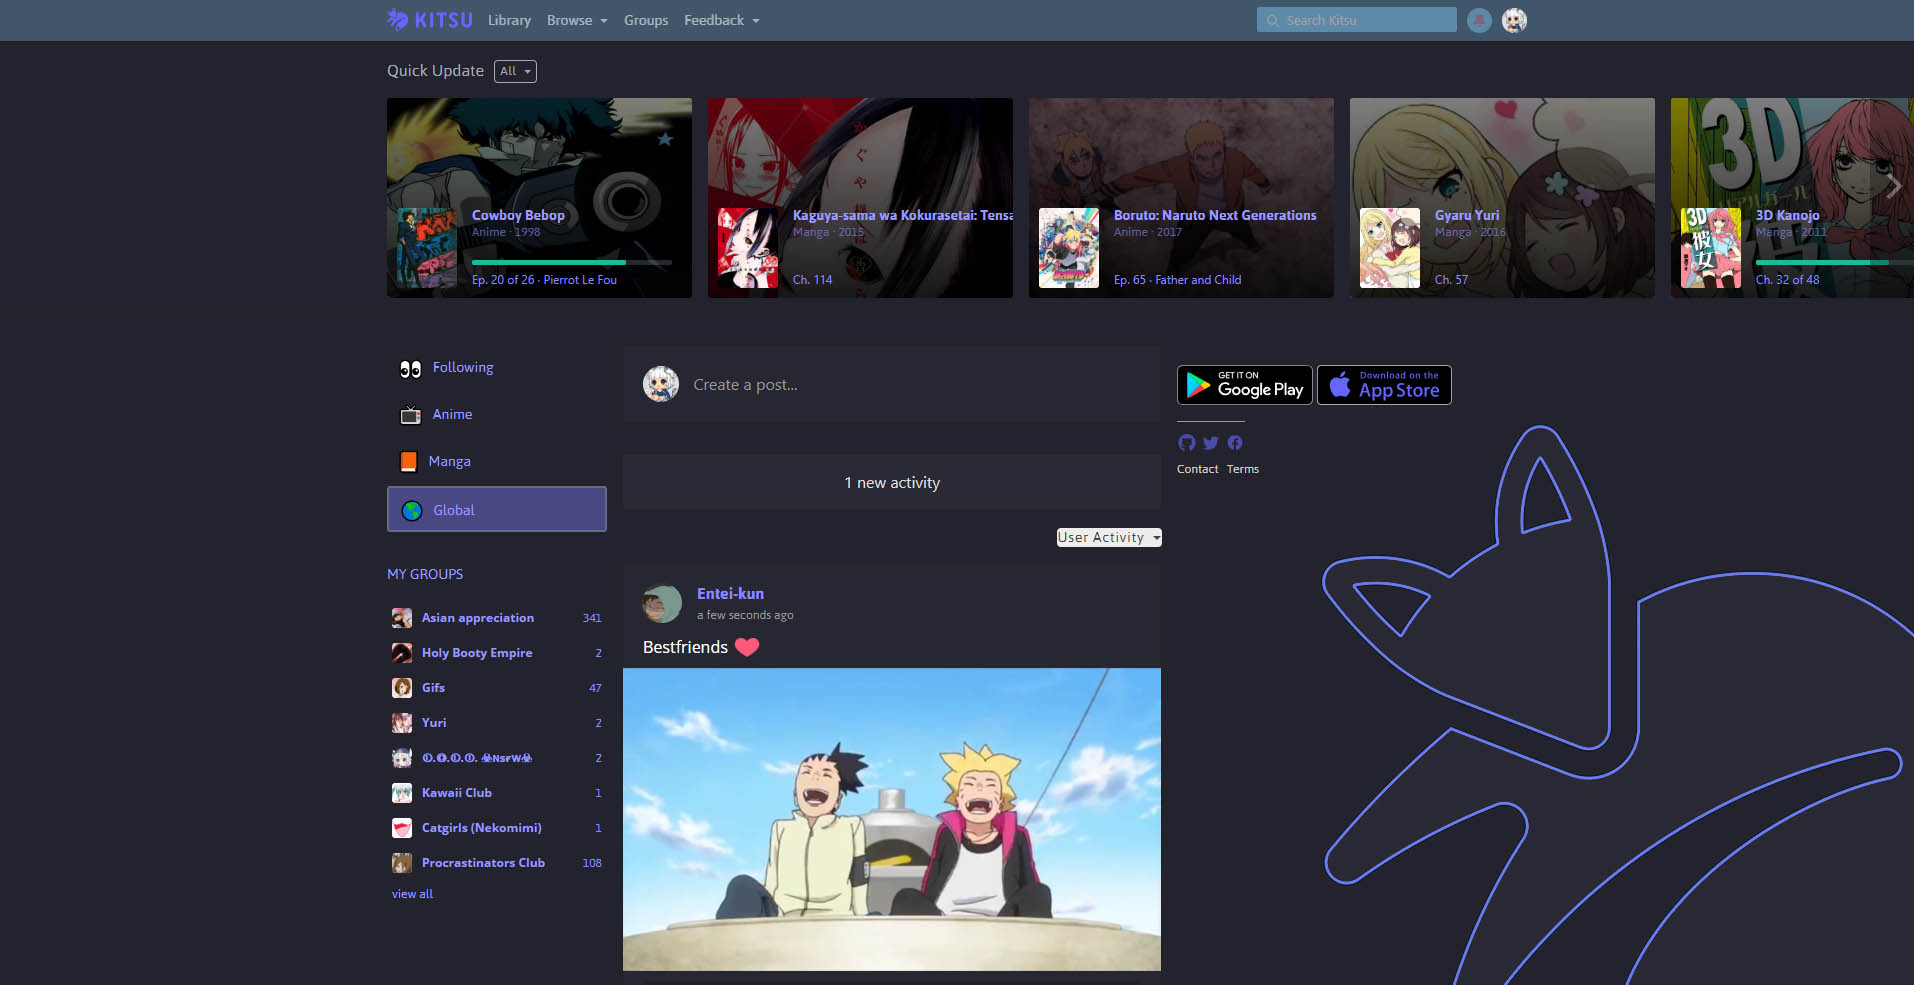 KITSU Library Browse Groups Feedback Search Kitsu
Quick Update All
Cowboy Bebop
Anime · 1998
Ep. 20 of 26 · Pierrot Le Fou
Kaguya-sama wa Kokurasetai: Tensa
Manga · 2015
Ch. 114
Boruto: Naruto Next Generations
Anime · 2017
Ep. 65 · Father and Child
Gyaru Yuri
Manga · 2016
Ch. 57
3D
3D Kanojo
Manga · 2011
Ch. 32 of 48
3D
彼女
Following
Anime
Manga
Global
MY GROUPS
Asian appreciation 341
Holy Booty Empire 2
Gifs 47
Yuri 2
2
Kawaii Club 1
Catgirls (Nekomimi) 1
Procrastinators Club 108
view all
Create a post...
1 new activity
User Activity
Entei-kun
a few seconds ago
Bestfriends ❤
GET IT ON
Google Play
Download on the
App Store
Contact Terms